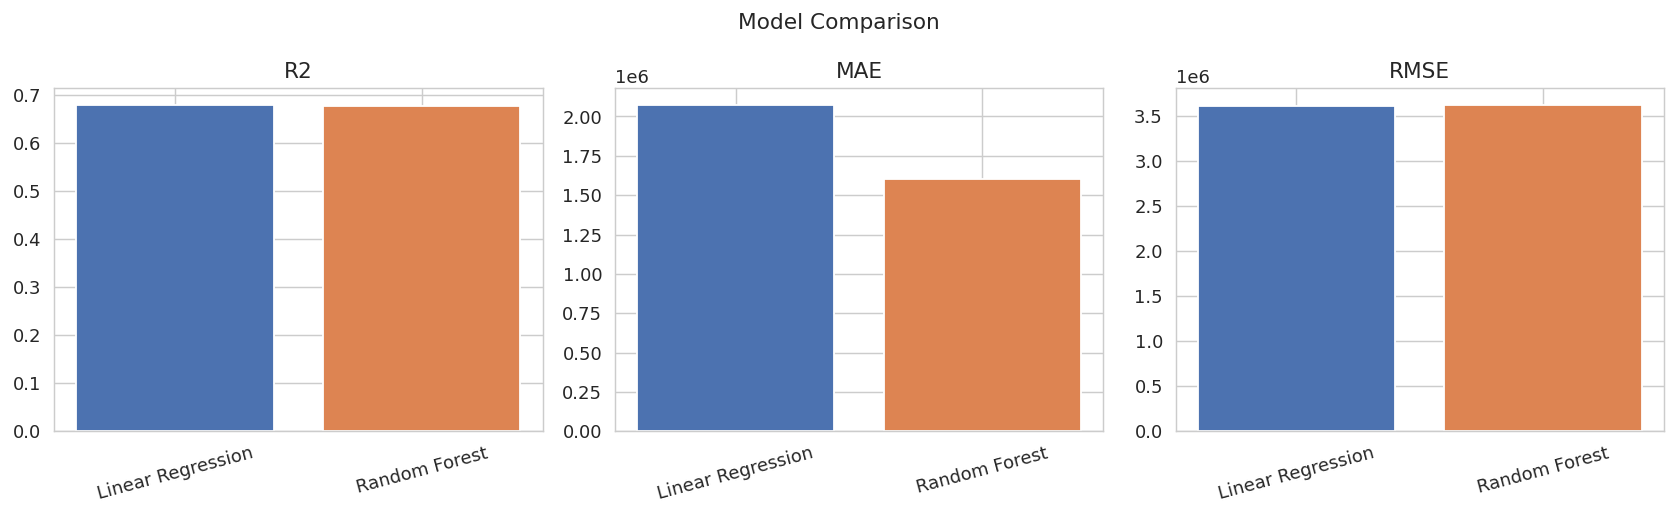 Model Comparison
R2
0.7
0.6
0.5
0.4
0.3
0.2
0.1
0.0
Linear Regression
Random Forest
MAE
1e6
2.00
1.75
1.50
1.25
1.00
0.75
0.50
0.25
0.00
Linear Regression
Random Forest
RMSE
1e6
3.5
3.0
2.5
2.0
1.5
1.0
0.5
0.0
Linear Regression
Random Forest